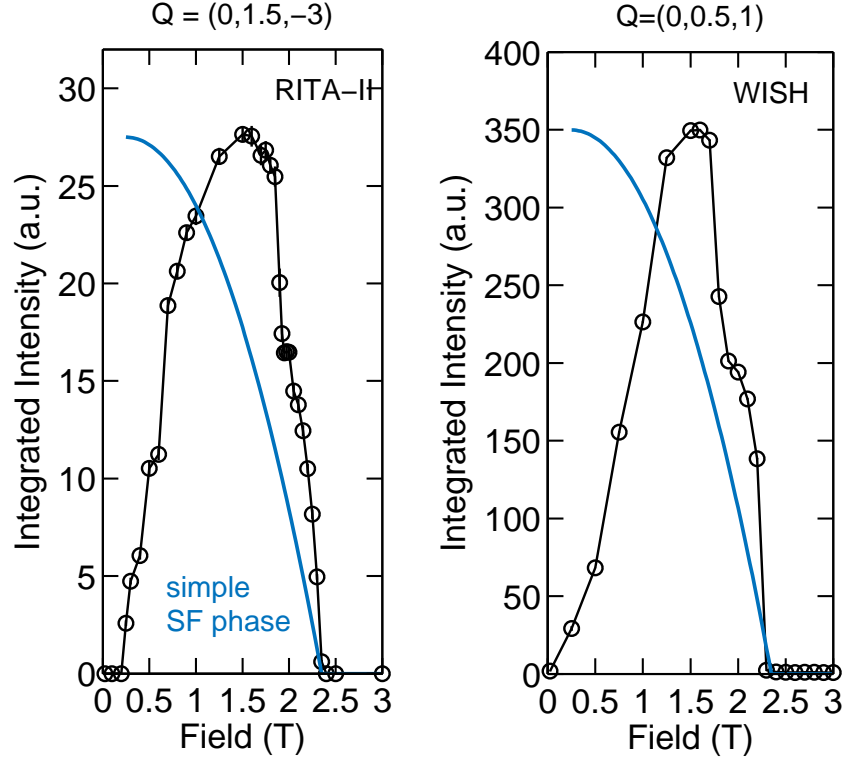 Q = (0,1.5,−3)
RITA−II
Integrated Intensity (a.u.)
30
25
20
15
10
5
0
simple
SF phase
0 0.5 1 1.5 2 2.5 3
Field (T)
Q=(0,0.5,1)
WISH
Integrated Intensity (a.u.)
400
350
300
250
200
150
100
50
0
0 0.5 1 1.5 2 2.5 3
Field (T)